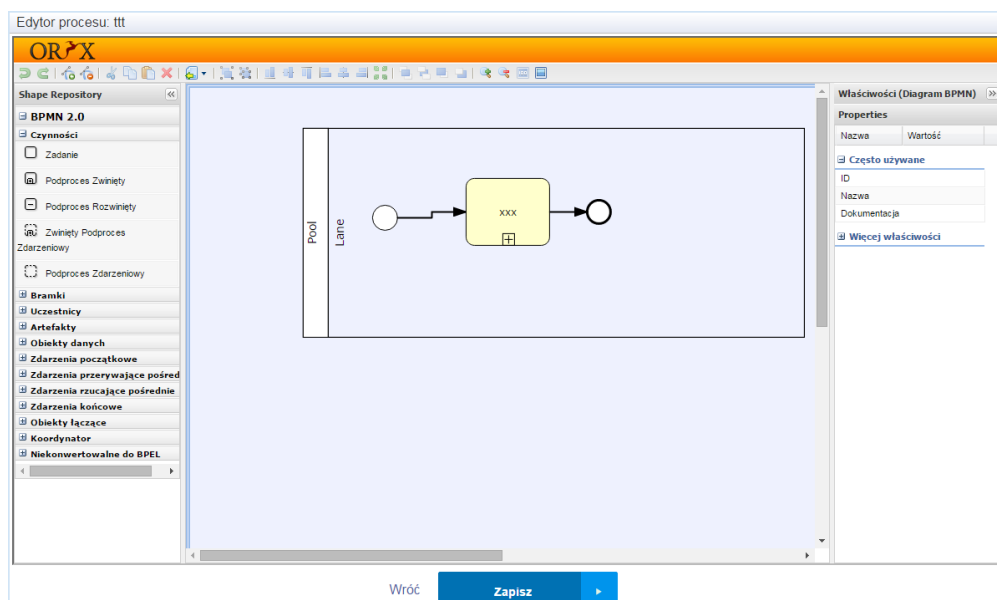 Edytor procesu: ttt
ORYX
Shape Repository
BPMN 2.0
Czynności
Zadanie
Podproces Zwinięty
Podproces Rozwinięty
Zwinięty Podproces
Zdarzeniowy
Podproces Zdarzeniowy
Bramki
Uczestnicy
Artefakty
Obiekty danych
Zdarzenia początkowe
Zdarzenia przerywające pośred
Zdarzenia rzucające pośrednie
Zdarzenia końcowe
Obiekty łączące
Koordynator
Niekonwertowalne do BPEL
Pool
Lane
xxx
Właściwości (Diagram BPMN)
Properties
Nazwa Wartość
Często używane
ID
Nazwa
Dokumentacja
Więcej właściwości
Wróć
Zapisz